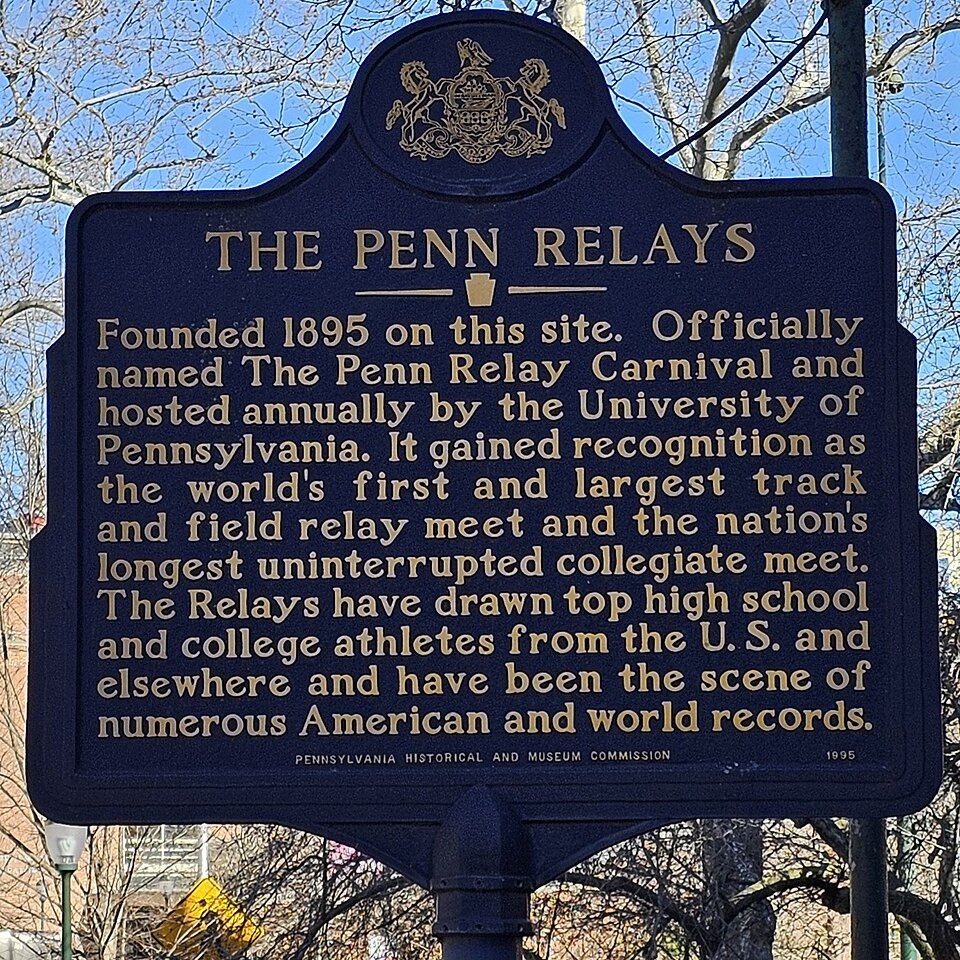 THE PENN RELAYS
Founded 1895 on this site. Officially
named The Penn Relay Carnival and
hosted annually by the University of
Pennsylvania. It gained recognition as
the world's first and largest track
and field relay meet and the nation's
longest uninterrupted collegiate meet.
The Relays have drawn top high school
and college athletes from the U.S. and
elsewhere and have been the scene of
numerous American and world records.
PENNSYLVANIA HISTORICAL AND MUSEUM COMMISSION 1995